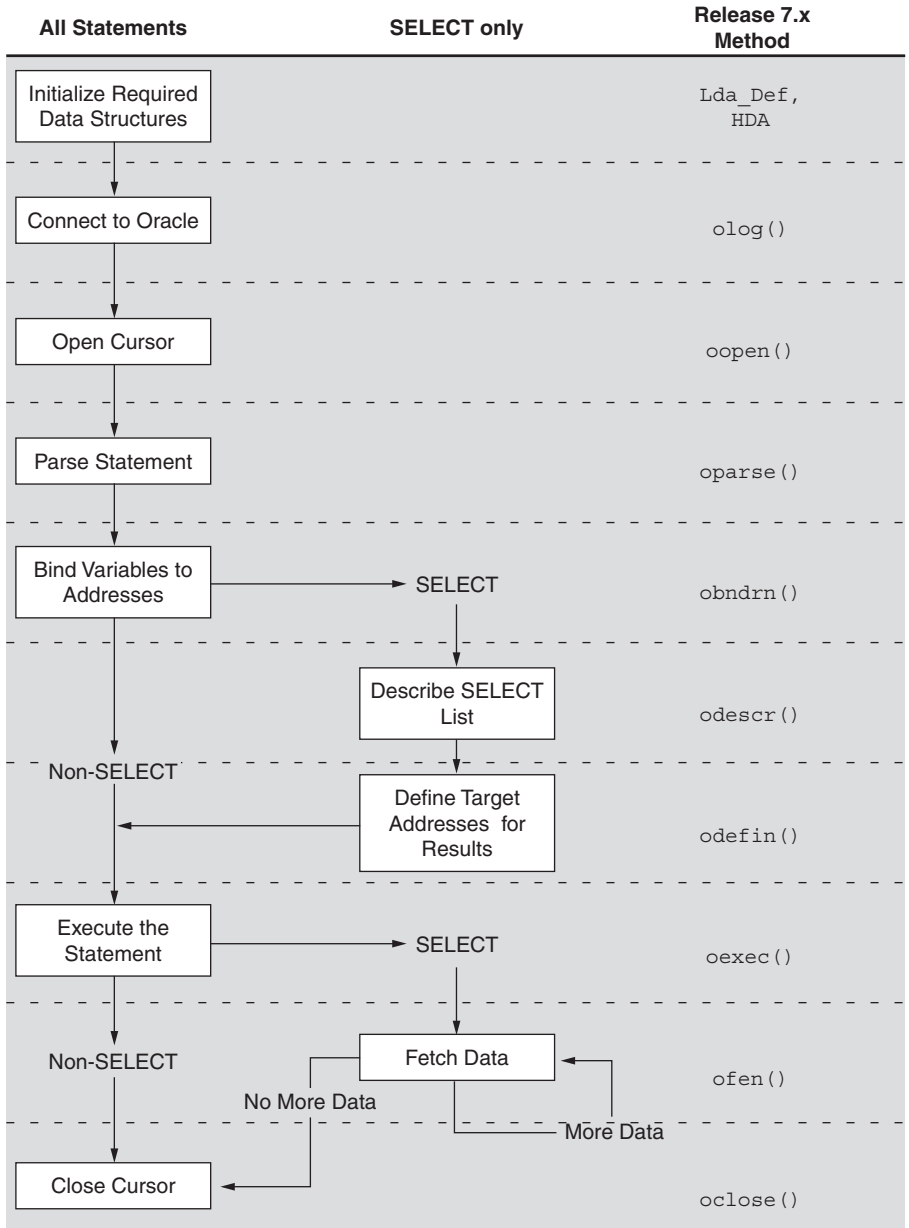 All Statements
SELECT only
Release 7.x
Method
Initialize Required
Data Structures
Lda_Def,
HDA
Connect to Oracle
olog()
Open Cursor
oopen()
Parse Statement
oparse()
Bind Variables to
Addresses
SELECT
obndrn()
Describe SELECT
List
odescr()
Non-SELECT
Define Target
Addresses for
Results
odefin()
Execute the
Statement
SELECT
oexec()
Non-SELECT
Fetch Data
ofen()
No More Data
More Data
Close Cursor
oclose()